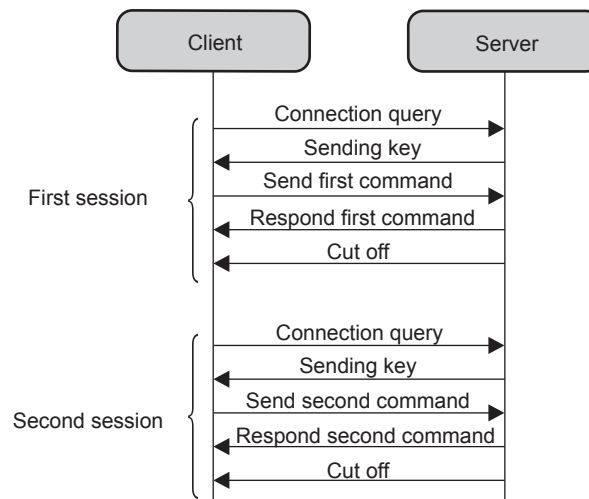 Client
Server
Connection query
Sending key
Send first command
Respond first command
Cut off
First session
Connection query
Sending key
Send second command
Respond second command
Cut off
Second session